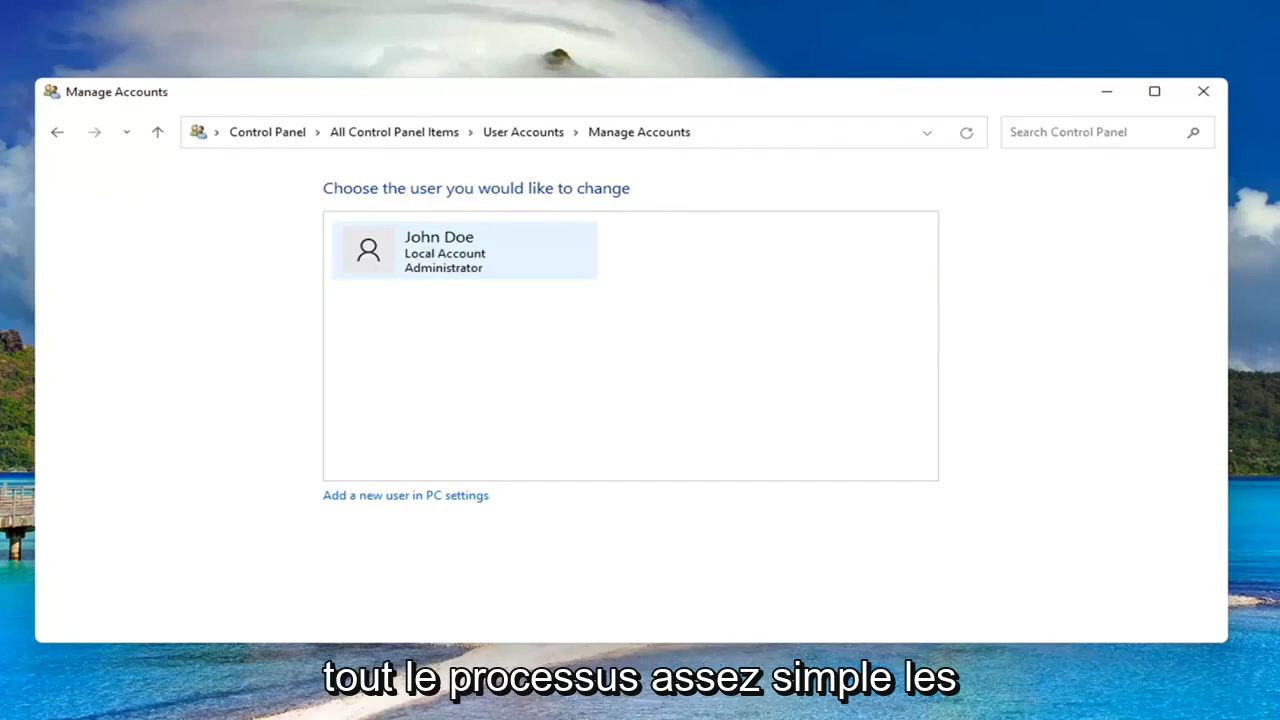 Manage Accounts
Control Panel > All Control Panel Items > User Accounts > Manage Accounts
Search Control Panel
Choose the user you would like to change
John Doe
Local Account
Administrator
Add a new user in PC settings
tout le processus assez simple les